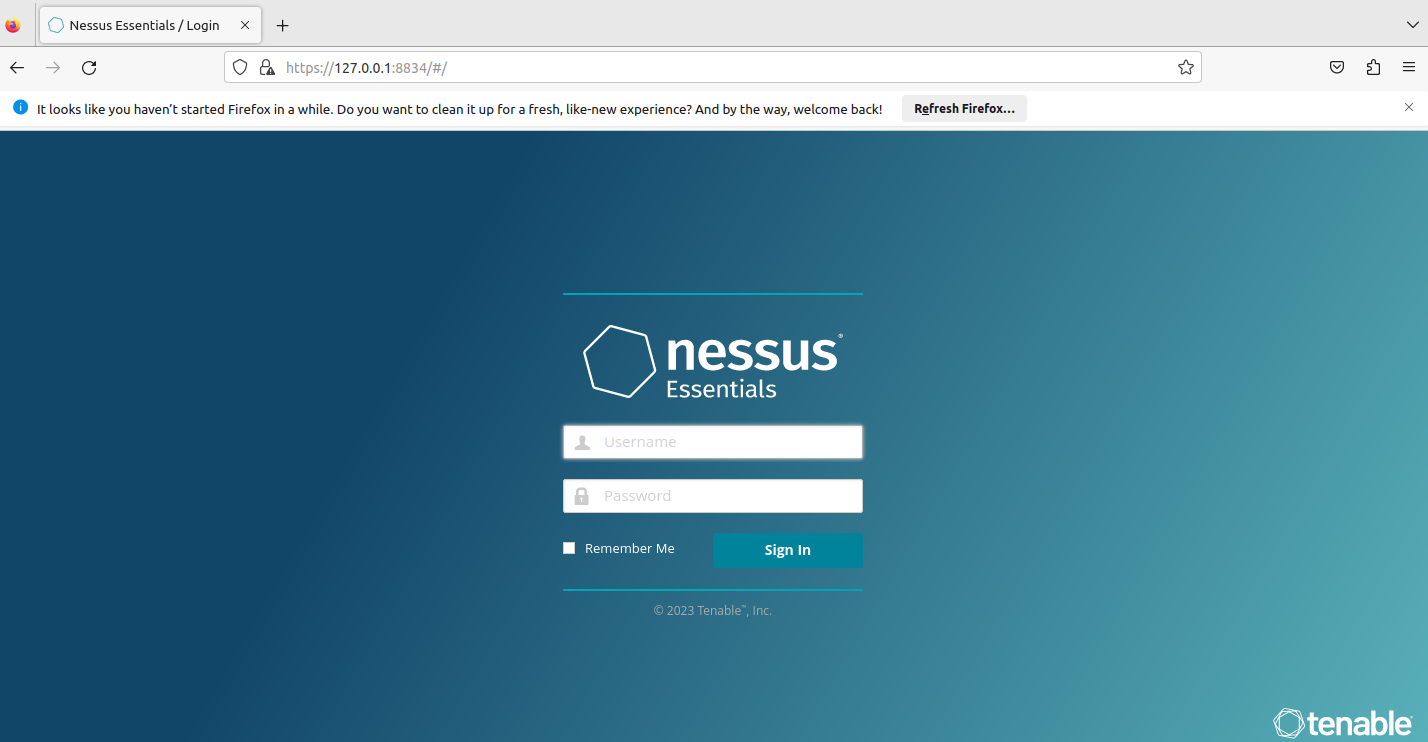 Nessus Essentials / Login
https://127.0.0.1:8834/#/
It looks like you haven't started Firefox in a while. Do you want to clean it up for a fresh, like-new experience? And by the way, welcome back! Refresh Firefox...
nessus®
Essentials
Username
Password
Remember Me Sign In
© 2023 Tenable™, Inc.
tenable®